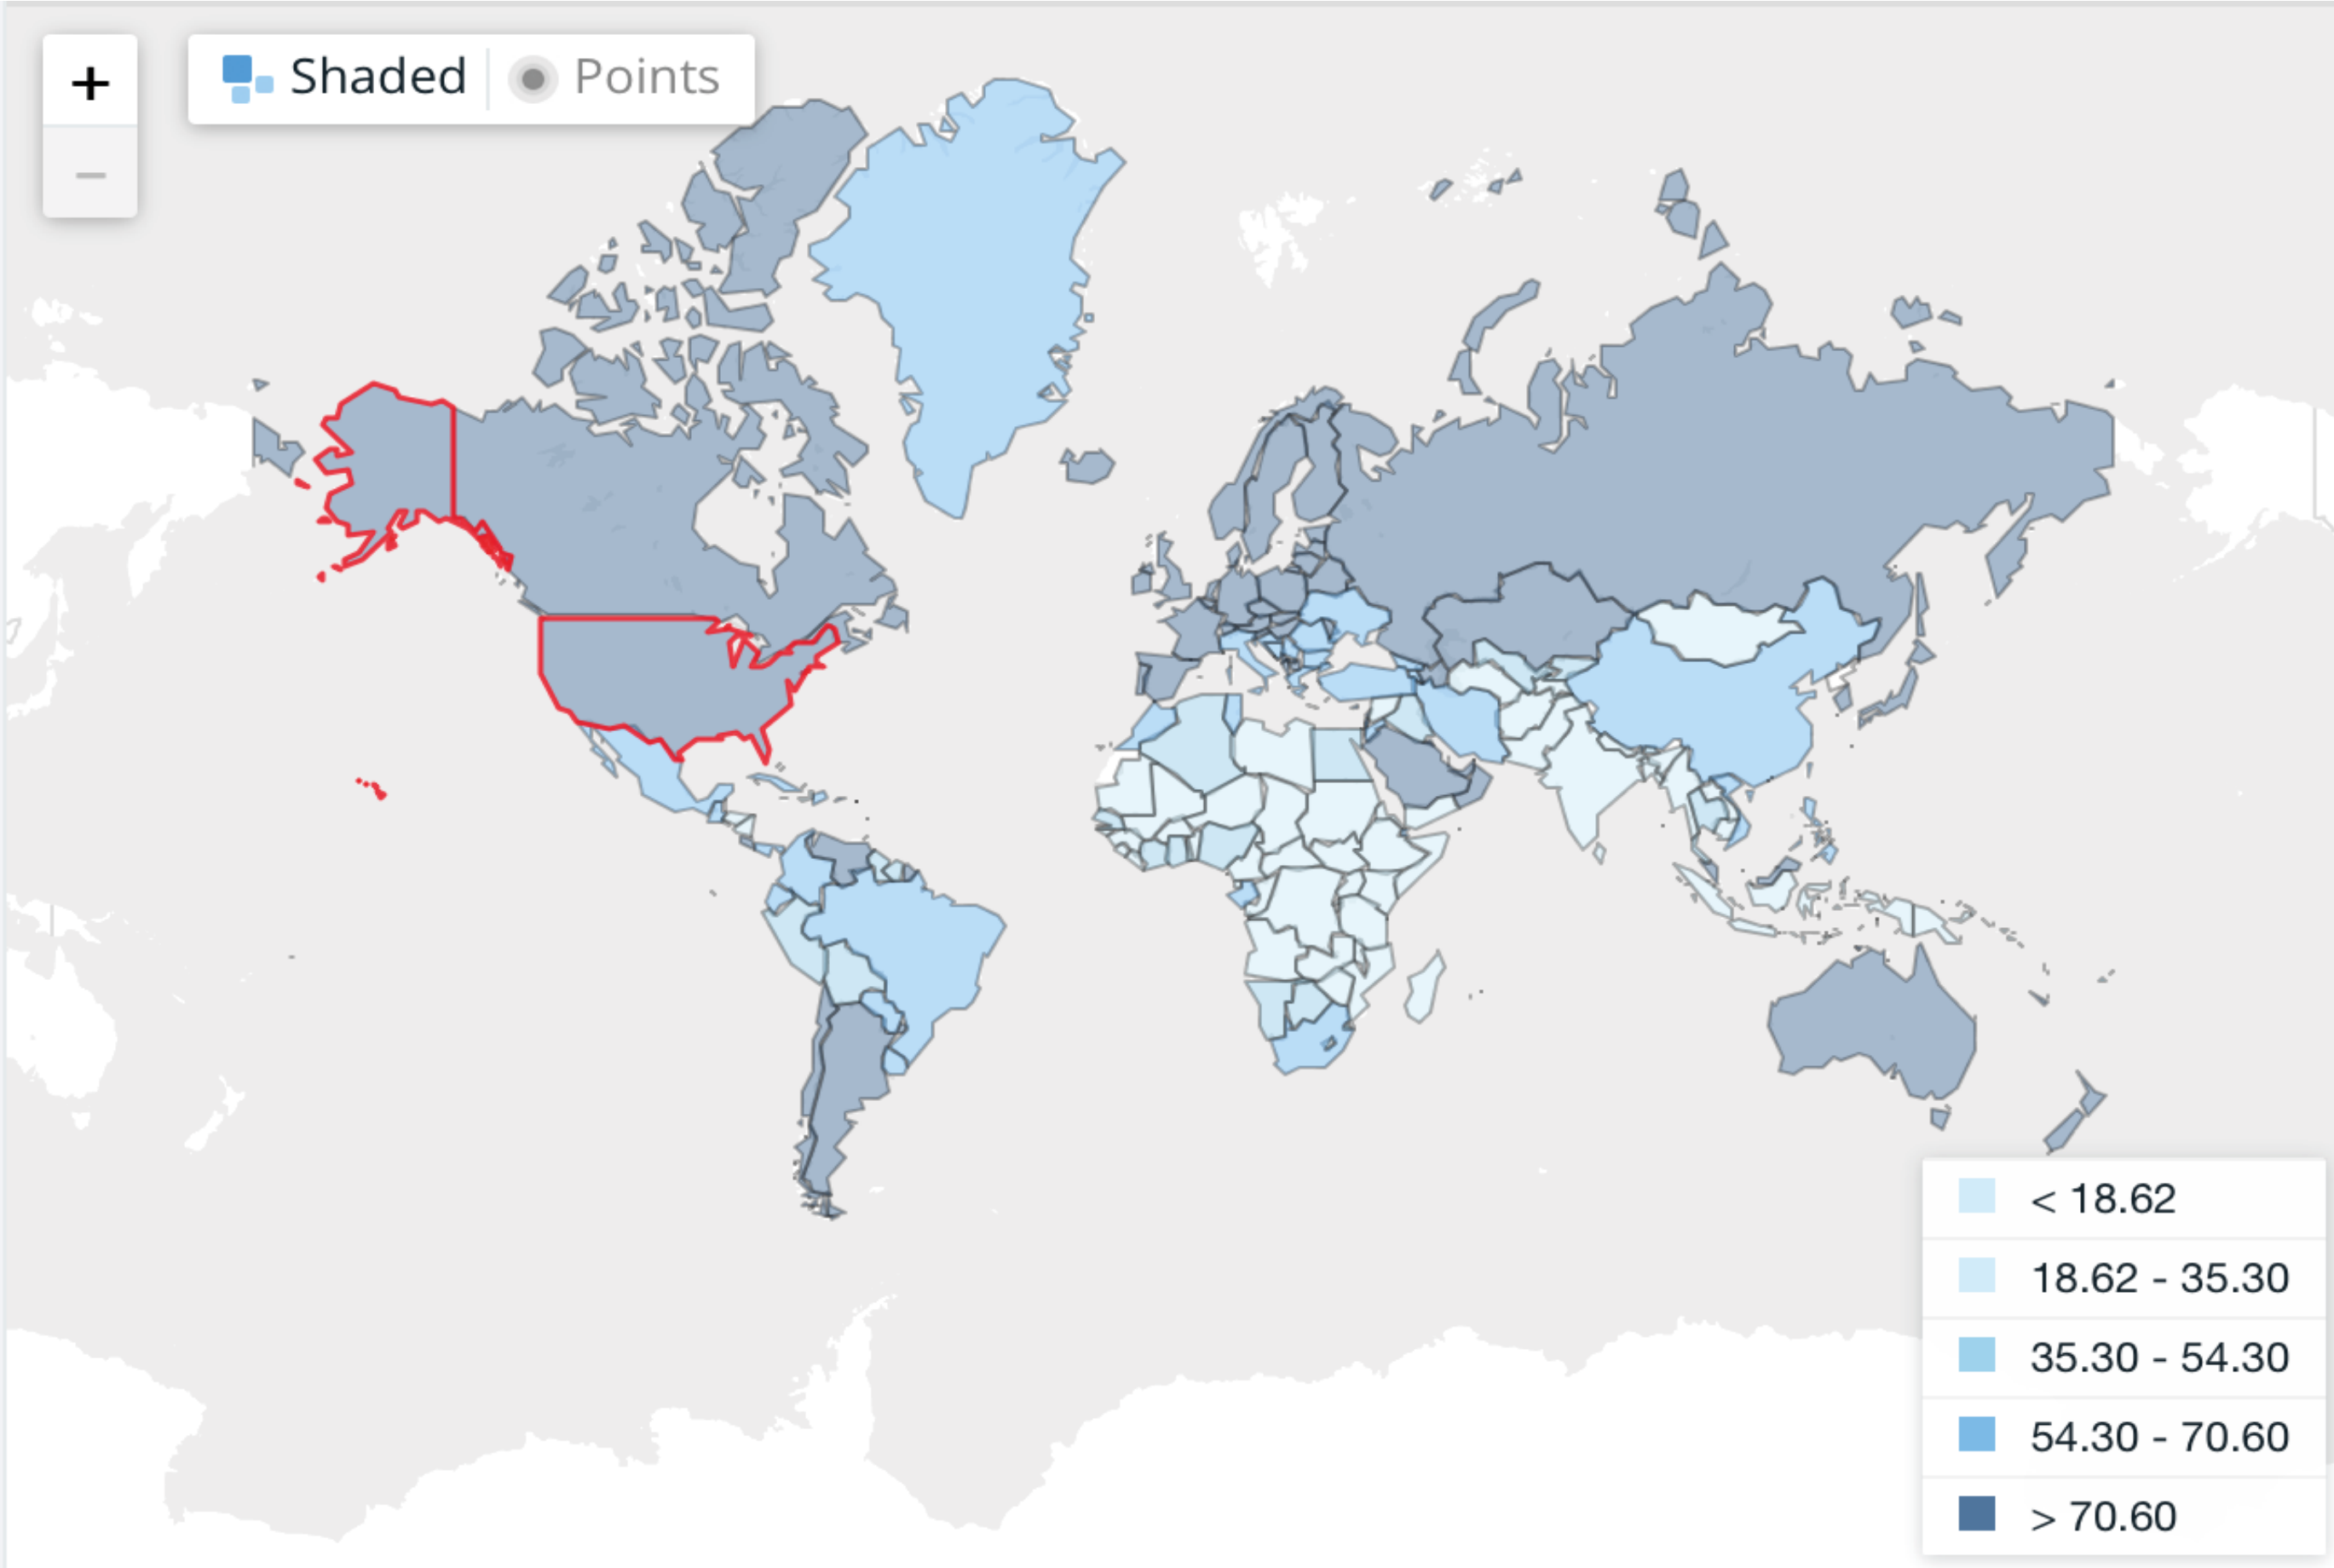 +
Shaded Points
−
< 18.62
18.62 - 35.30
35.30 - 54.30
54.30 - 70.60
> 70.60